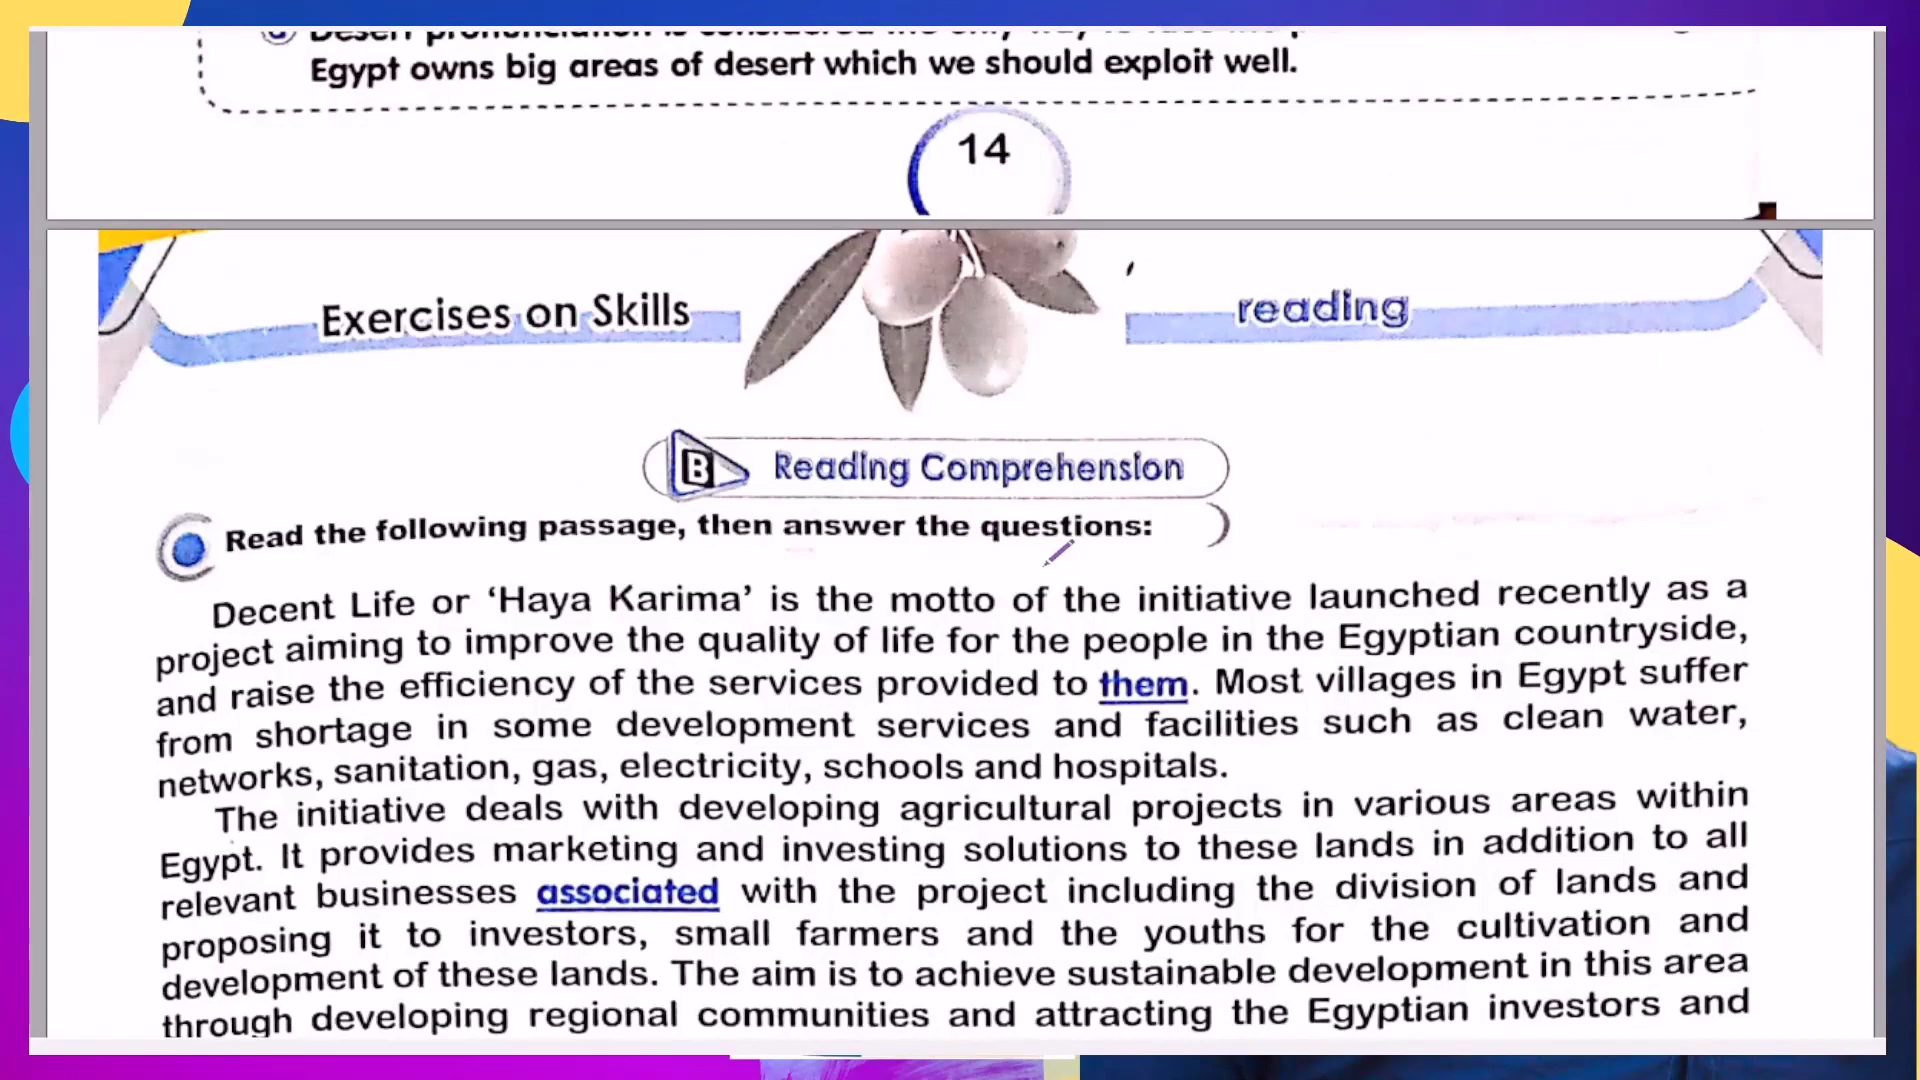 Egypt owns big areas of desert which we should exploit well.
14
Exercises on Skills
reading
B Reading Comprehension
Read the following passage, then answer the questions:
Decent Life or ‘Haya Karima’ is the motto of the initiative launched recently as a
project aiming to improve the quality of life for the people in the Egyptian countryside,
and raise the efficiency of the services provided to them. Most villages in Egypt suffer
from shortage in some development services and facilities such as clean water,
networks, sanitation, gas, electricity, schools and hospitals.
The initiative deals with developing agricultural projects in various areas within
Egypt. It provides marketing and investing solutions to these lands in addition to all
relevant businesses associated with the project including the division of lands and
proposing it to investors, small farmers and the youths for the cultivation and
development of these lands. The aim is to achieve sustainable development in this area
through developing regional communities and attracting the Egyptian investors and